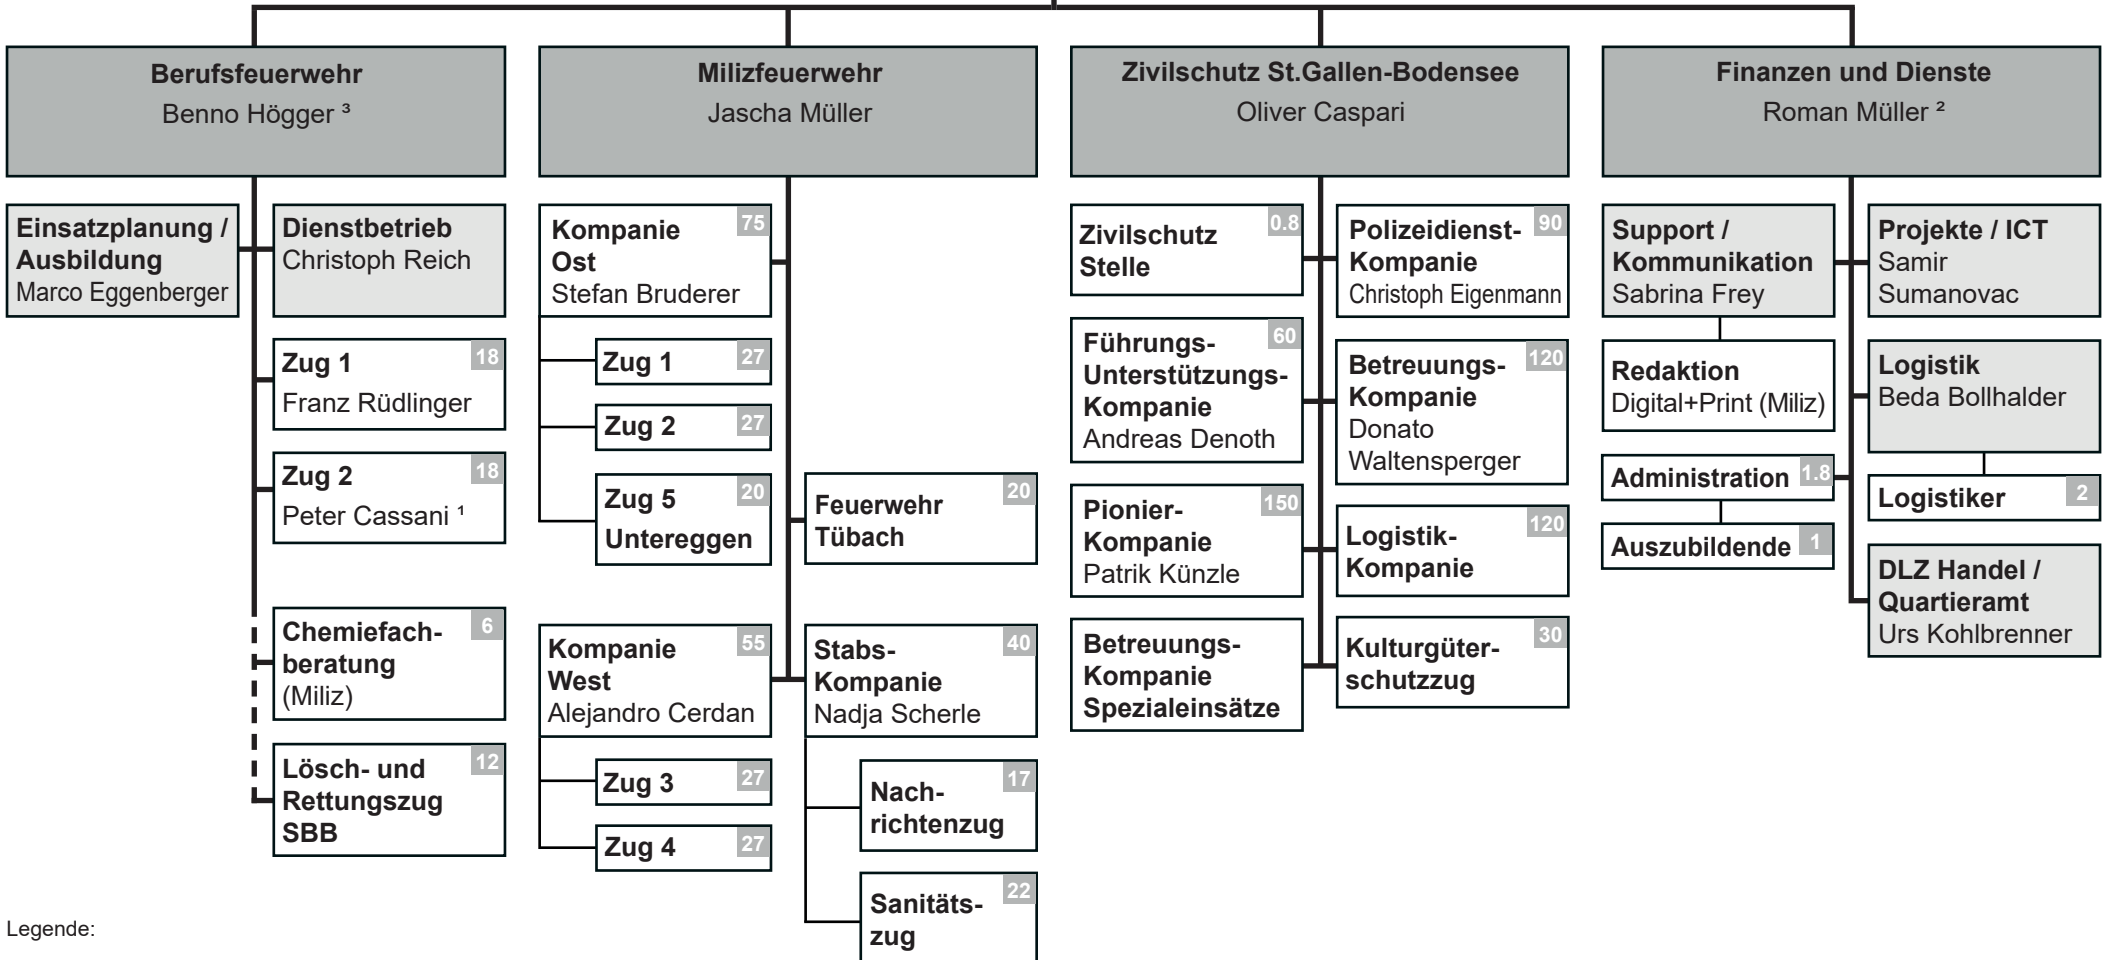 Berufsfeuerwehr
Benno Högger ³
Einsatzplanung /
Ausbildung
Marco Eggenberger
Dienstbetrieb
Christoph Reich
Zug 1
18
Franz Rüdlinger
Zug 2
18
Peter Cassani ¹
Chemiefach-
beratung
(Miliz)
6
Lösch- und
Rettungszug
SBB
12
Milizfeuerwehr
Jascha Müller
Kompanie
Ost
Stefan Bruderer
75
Zug 1
27
Zug 2
27
Zug 5
Untereggen
20
Feuerwehr
Tübach
20
Kompanie
West
Alejandro Cerdan
55
Zug 3
27
Zug 4
27
Stabs-
Kompanie
Nadja Scherle
40
Nach-
richtenzug
17
Sanitäts-
zug
22
Zivilschutz St.Gallen-Bodensee
Oliver Caspari
Zivilschutz
Stelle
0.8
Polizeidienst-
Kompanie
Christoph Eigenmann
90
Führungs-
Unterstützungs-
Kompanie
Andreas Denoth
60
Betreuungs-
Kompanie
Donato
Waltensperger
120
Pionier-
Kompanie
Patrik Künzle
150
Logistik-
Kompanie
120
Betreuungs-
Kompanie
Spezialeinsätze
Kulturgüter-
schutzzug
30
Finanzen und Dienste
Roman Müller ²
Support /
Kommunikation
Sabrina Frey
Redaktion
Digital+Print (Miliz)
Administration
1.8
Auszubildende
1
Projekte / ICT
Samir
Sumanovac
Logistik
Beda Bollhalder
Logistiker
2
DLZ Handel /
Quartieramt
Urs Kohlbrenner
Legende: